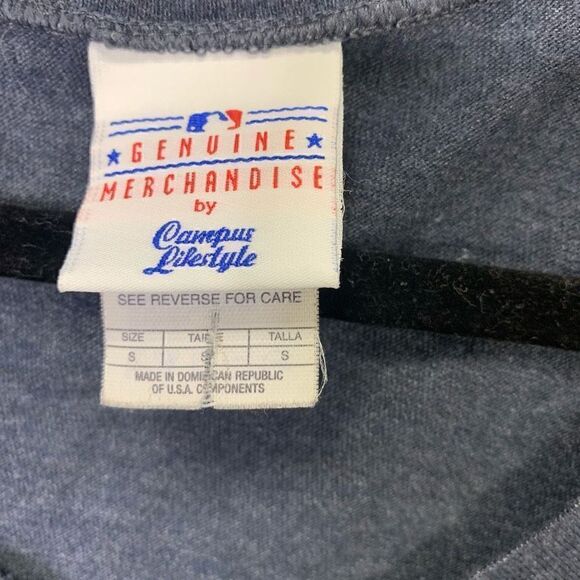 GENUINE
MERCHANDISE
by
Campus
Lifestyle
SEE REVERSE FOR CARE
SIZE TAILLE TALLA
S S S
MADE IN DOMINICAN REPUBLIC
OF U.S.A. COMPONENTS